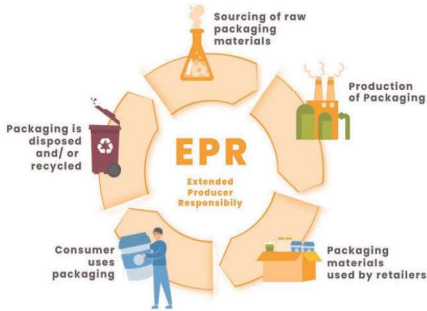 Sourcing of raw
packaging
materials
Production
of Packaging
Packaging is
disposed
and/ or
recycled
EPR
Extended
Producer
Responsibily
Consumer
uses
packaging
Packaging
materials
used by retailers